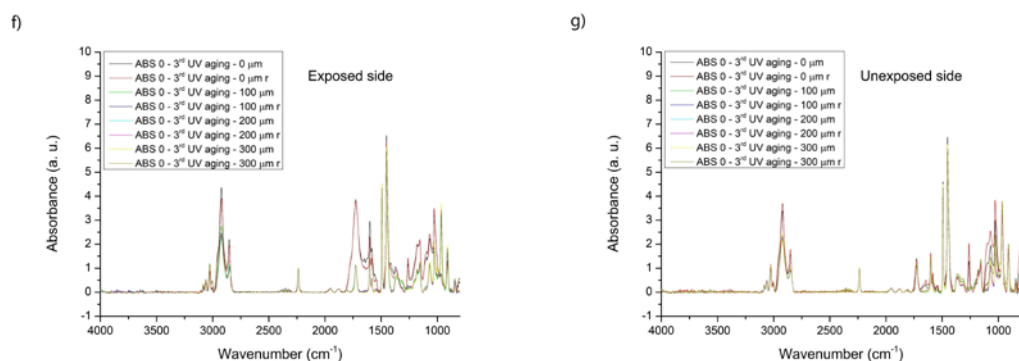 f)
10
9
8
7
6
5
4
3
2
1
0
-1
Absorbance (a. u.)
ABS 0 - 3rd UV aging - 0 μm
ABS 0 - 3rd UV aging - 0 μm r
ABS 0 - 3rd UV aging - 100 μm
ABS 0 - 3rd UV aging - 100 μm r
ABS 0 - 3rd UV aging - 200 μm
ABS 0 - 3rd UV aging - 200 μm r
ABS 0 - 3rd UV aging - 300 μm
ABS 0 - 3rd UV aging - 300 μm r
Exposed side
4000 3500 3000 2500 2000 1500 1000
Wavenumber (cm-1)
g)
10
9
8
7
6
5
4
3
2
1
0
-1
Absorbance (a. u.)
ABS 0 - 3rd UV aging - 0 μm
ABS 0 - 3rd UV aging - 0 μm r
ABS 0 - 3rd UV aging - 100 μm
ABS 0 - 3rd UV aging - 100 μm r
ABS 0 - 3rd UV aging - 200 μm
ABS 0 - 3rd UV aging - 200 μm r
ABS 0 - 3rd UV aging - 300 μm
ABS 0 - 3rd UV aging - 300 μm r
Unexposed side
4000 3500 3000 2500 2000 1500 1000
Wavenumber (cm-1)